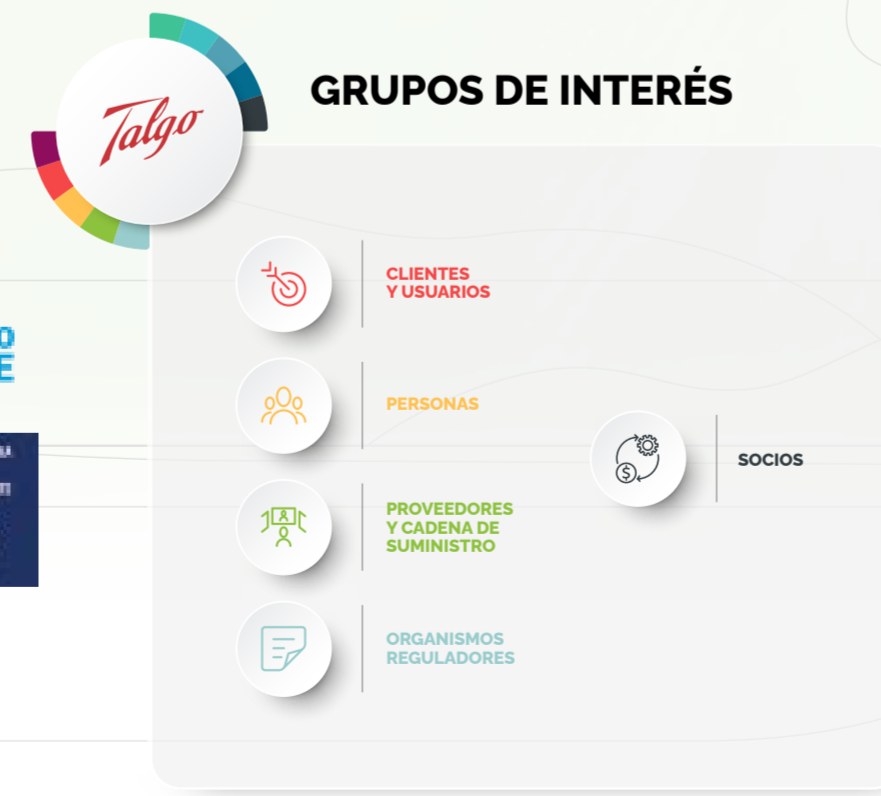 Talgo
GRUPOS DE INTERÉS
CLIENTES
Y USUARIOS
PERSONAS
PROVEEDORES
Y CADENA DE
SUMINISTRO
ORGANISMOS
REGULADORES
SOCIOS
O
E